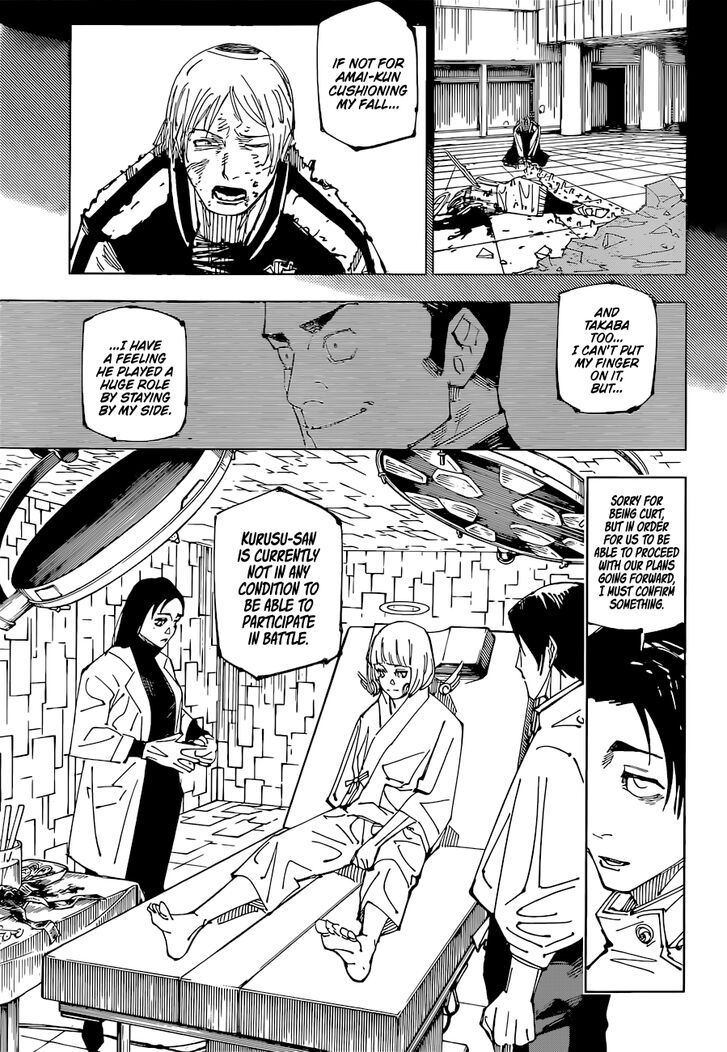 IF NOT FOR
AMAI-KUN
CUSHIONING
MY FALL...
AND
TAKABA
TOO...
I CAN'T PUT
MY FINGER
ON IT,
BUT...
...I HAVE
A FEELING
HE PLAYED A
HUGE ROLE
BY STAYING
BY MY SIDE.
SORRY FOR
BEING CURT,
BUT IN ORDER
FOR US TO BE
ABLE TO PROCEED
WITH OUR PLANS
GOING FORWARD,
I MUST CONFIRM
SOMETHING.
KURUSU-SAN
IS CURRENTLY
NOT IN ANY
CONDITION TO
BE ABLE TO
PARTICIPATE
IN BATTLE.